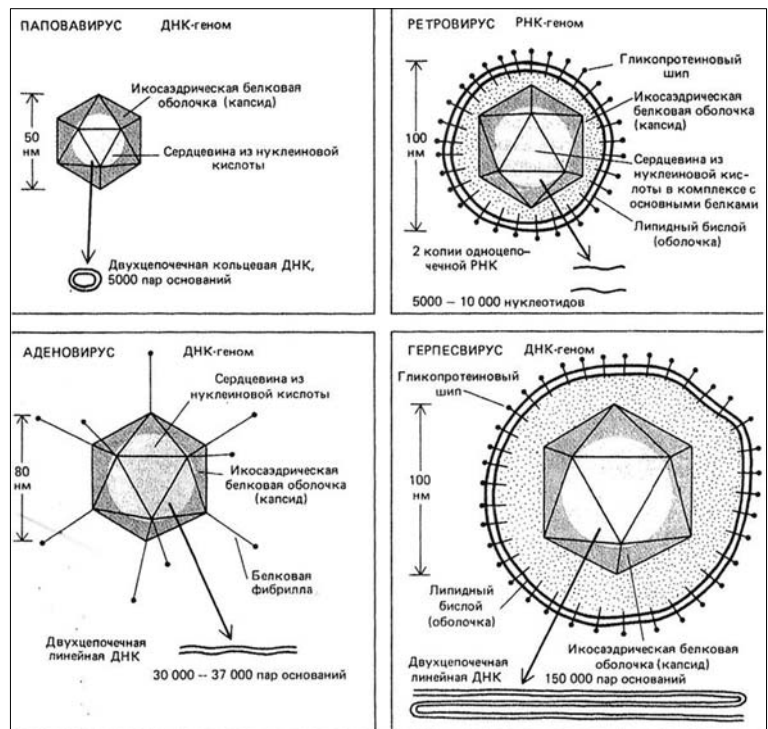 ПАПОВАВИРУС ДНК-геном
Икосаэдрическая белковая
оболочка (капсид)
50
нм
Сердцевина из нуклеиновой
кислоты
Двухцепочечная кольцевая ДНК,
5000 пар оснований
РЕТРОВИРУС РНК-геном
Гликопротеиновый
шип
Икосаэдрическая
белковая оболочка
(капсид)
100
нм
Сердцевина из
нуклеиновой кис-
лоты в комплексе с
основными белками
Липидный бислой
(оболочка)
2 копии одноцепо-
чечной РНК
5000 – 10 000 нуклеотидов
АДЕНОВИРУС ДНК-геном
Сердцевина из
нуклеиновой кислоты
80
нм
Икосаэдрическая
белковая оболочка
(капсид)
Белковая
фибрилла
Двухцепочечная
линейная ДНК
30 000 -- 37 000 пар оснований
ГЕРПЕСВИРУС ДНК-геном
Гликопротеиновый
шип
100
нм
Липидный
бислой
(оболочка)
Икосаэдрическая белковая
оболочка (капсид)
Двухцепочечная
линейная ДНК
150 000 пар оснований